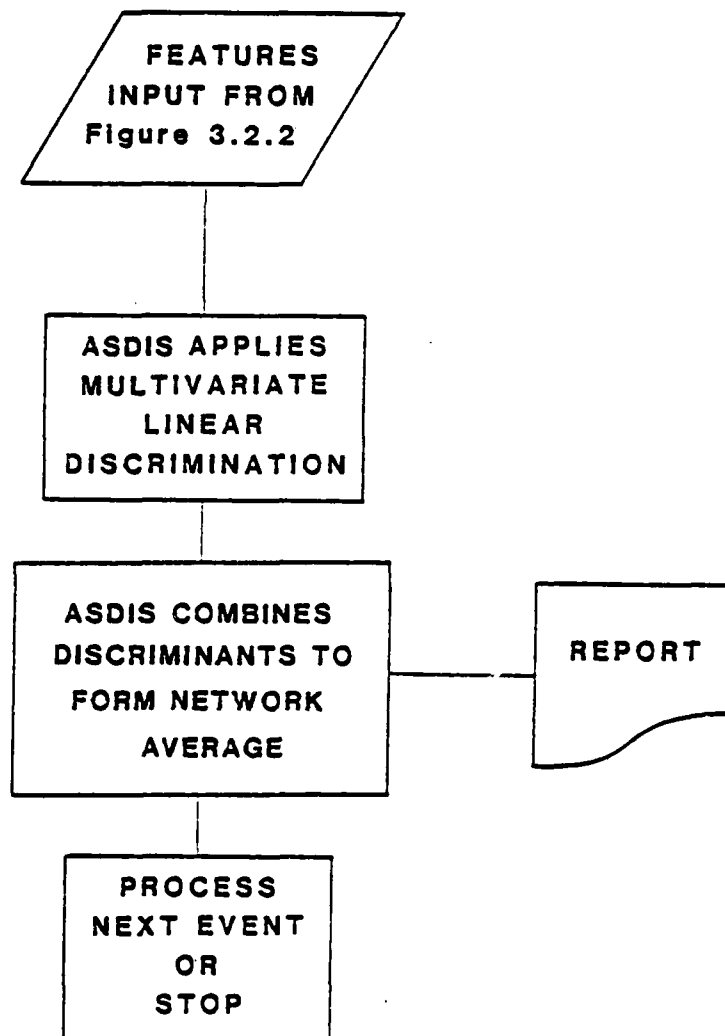 FEATURES
INPUT FROM
Figure 3.2.2
ASDIS APPLIES
MULTIVARIATE
LINEAR
DISCRIMINATION
ASDIS COMBINES
DISCRIMINANTS TO
FORM NETWORK
AVERAGE
REPORT
PROCESS
NEXT EVENT
OR
STOP